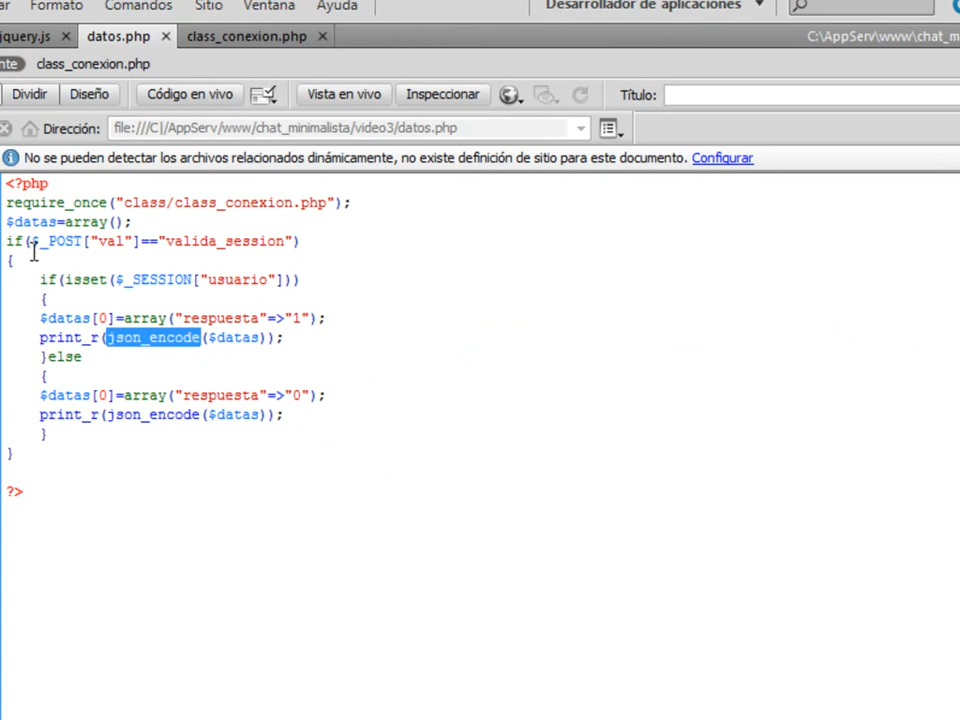 Formato Comandos Sitio Ventana Ayuda Desarrollador de aplicaciones
jquery.js datos.php class_conexion.php C:\AppServ\www\chat_m
nte class_conexion.php
Dividir Diseño Código en vivo Vista en vivo Inspeccionar Título:
Dirección: file:///C|/AppServ/www/chat_minimalista/video3/datos.php
No se pueden detectar los archivos relacionados dinámicamente, no existe definición de sitio para este documento. Configurar
<?php
require_once("class/class_conexion.php");
$datas=array();
if($_POST["val"]=="valida_session")
{
if(isset($_SESSION["usuario"]))
{
$datas[0]=array("respuesta"=>"1");
print_r(json_encode($datas));
}else
{
$datas[0]=array("respuesta"=>"0");
print_r(json_encode($datas));
}
}
?>